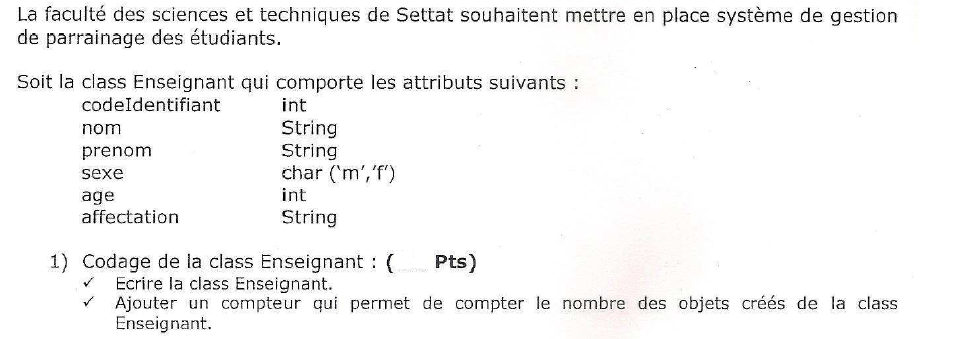 La faculté des sciences et techniques de Settat souhaitent mettre en place système de gestion
de parrainage des étudiants.
Soit la class Enseignant qui comporte les attributs suivants :
codeIdentifiant int
nom String
prenom String
sexe char (‘m’,’f’)
age int
affectation String
1) Codage de la class Enseignant : ( Pts)
✓ Ecrire la class Enseignant.
✓ Ajouter un compteur qui permet de compter le nombre des objets créés de la class
Enseignant.